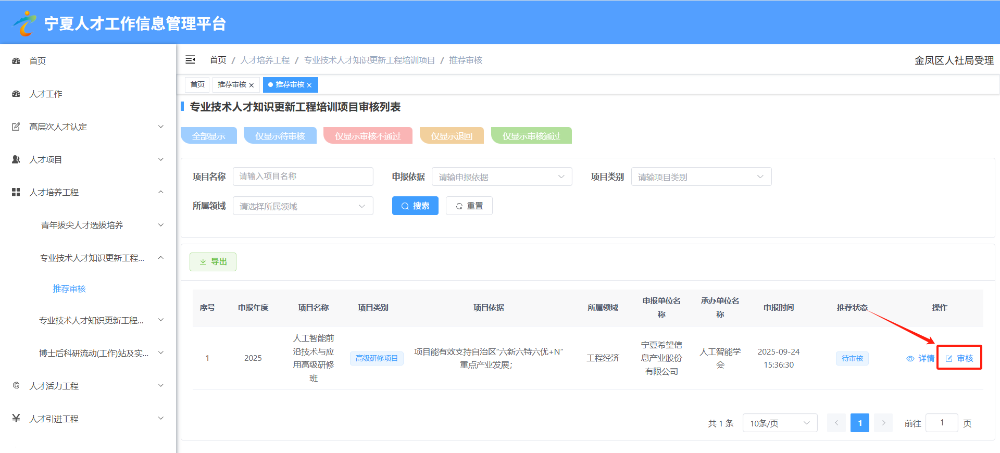 宁夏人才工作信息管理平台
首页
人才工作
高层次人才认定
人才项目
人才培养工程
青年拔尖人才选拔培养
专业技术人才知识更新工程...
推荐审核
专业技术人才知识更新工程...
博士后科研流动(工作)站及实...
人才活力工程
人才引进工程
首页 / 人才培养工程 / 专业技术人才知识更新工程培训项目 / 推荐审核
金凤区人社局受理
首页 推荐审核 × 推荐审核 ×
专业技术人才知识更新工程培训项目审核列表
全部显示 仅显示待审核 仅显示审核不通过 仅显示退回 仅显示审核通过
项目名称 请输入项目名称 申报依据 请输申报依据 项目类别 请输项目类别
所属领域 请选择所属领域 搜索 重置
导出
序号 申报年度 项目名称 项目类别 项目依据 所属领域 申报单位名称 承办单位名称 申报时间 推荐状态 操作
1 2025 人工智能前沿技术与应用高级研修班 高级研修项目 项目能有效支持自治区“六新六特六优+N”重点产业发展； 工程经济 宁夏希望信息产业股份有限公司 人工智能学会 2025-09-24 15:36:30 待审核 详情 审核
共 1 条 10条/页 1 前往 1 页